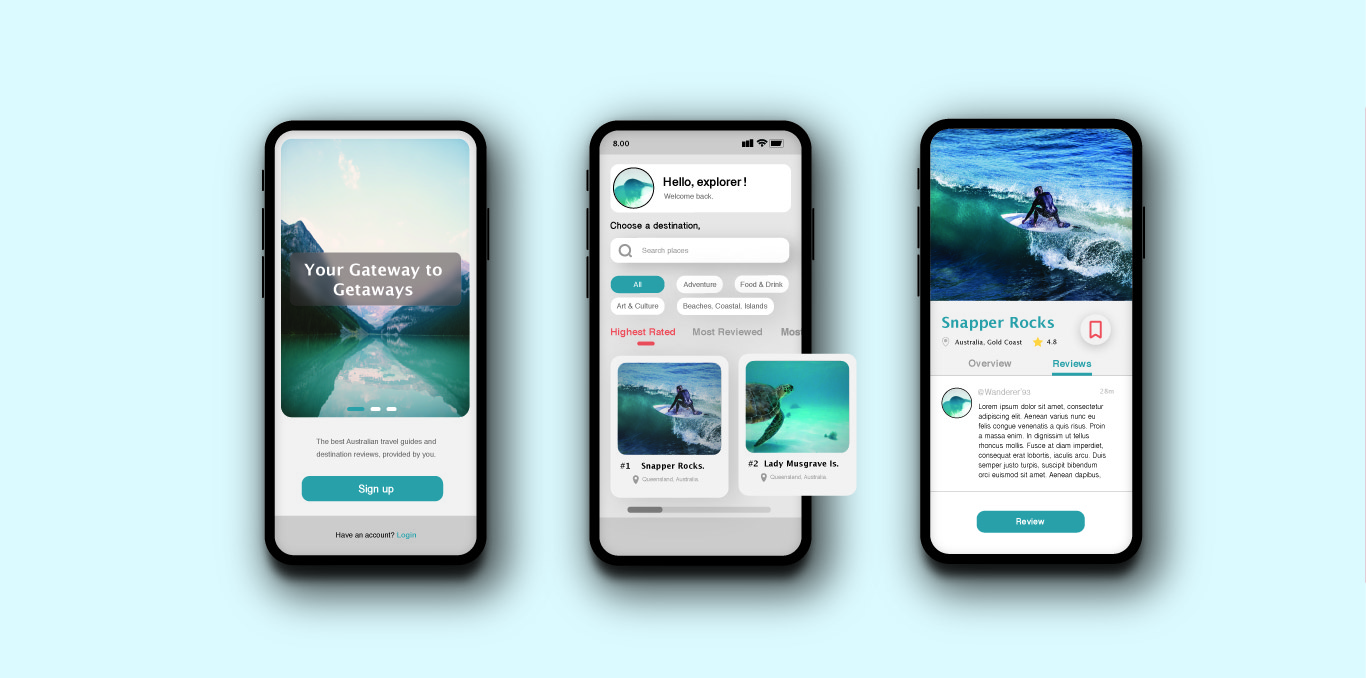 Your Gateway to
Getaways
The best Australian travel guides and
destination reviews, provided by you.
Sign up
Have an account? Login
8.00
Hello, explorer!
Welcome back.
Choose a destination,
Search places
All
Adventure
Food & Drink
Art & Culture
Beaches, Coastal, Islands
Highest Rated
Most Reviewed
Most
#1 Snapper Rocks.
Queensland, Australia.
#2 Lady Musgrave Is.
Queensland, Australia.
Snapper Rocks
Australia, Gold Coast
4.8
Overview
Reviews
@Wanderer'93
28m
Lorem ipsum dolor sit amet, consectetur
adipiscing elit. Aenean varius nunc eu
felis congue venenatis a quis risus. Proin
a massa enim. In dignissim ut tellus
rhoncus mollis. Fusce at diam imperdiet,
consequat erat lobortis, iaculis arcu. Duis
semper justo turpis, suscipit bibendum
orci euismod sit amet. Aenean dapibus,
Review